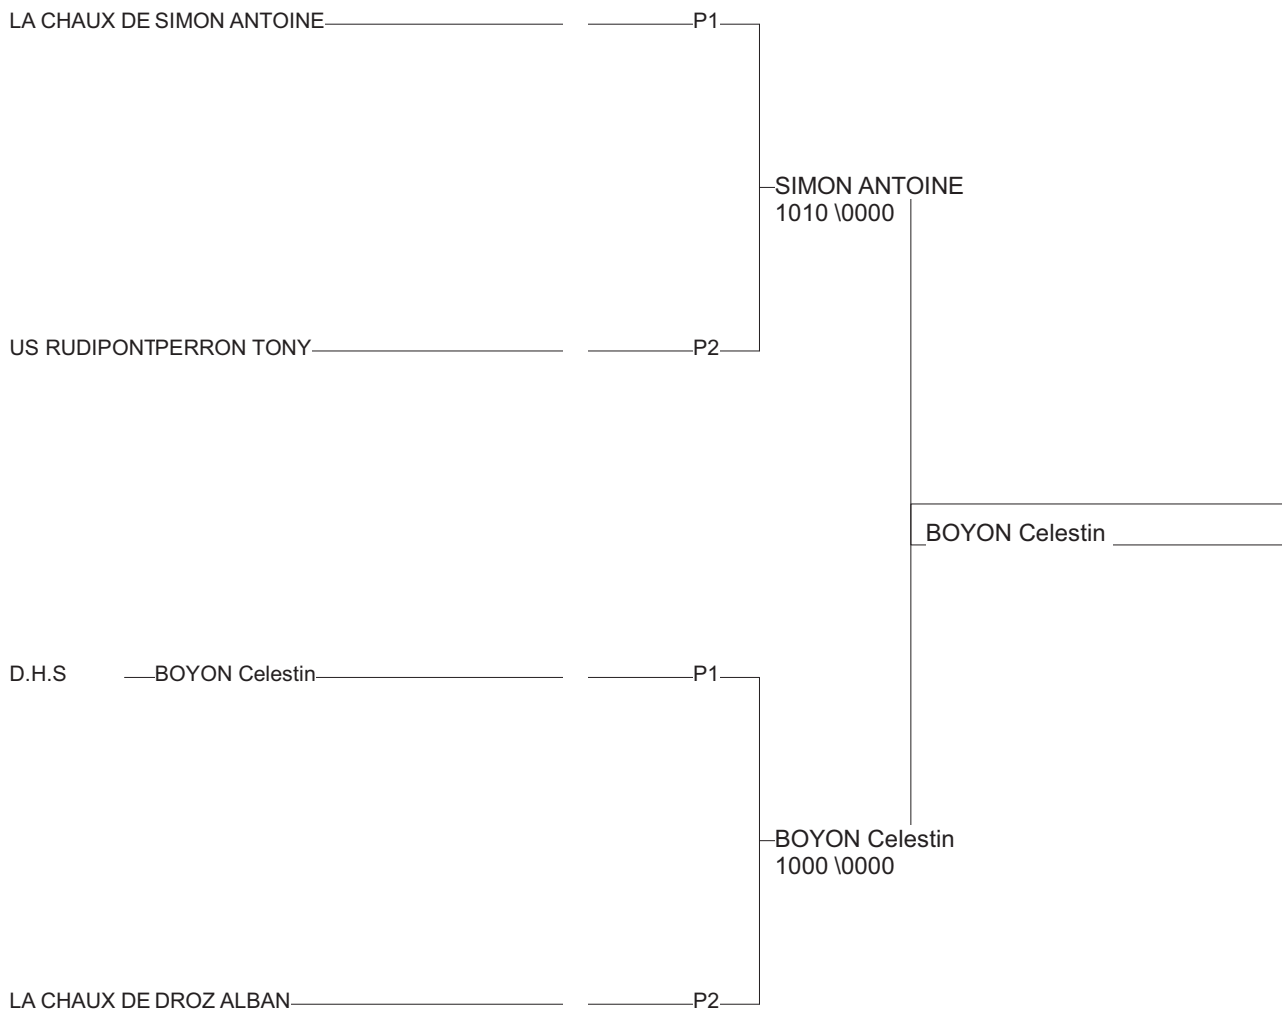 LA CHAUX DE SIMON ANTOINE P1
SIMON ANTOINE
1010 \0000
US RUDIPONTPERRON TONY P2
BOYON Celestin
D.H.S BOYON Celestin P1
BOYON Celestin
1000 \0000
LA CHAUX DE DROZ ALBAN P2